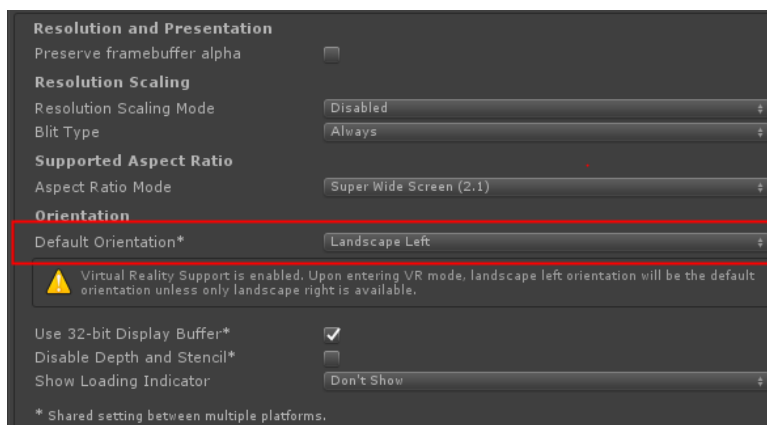 Resolution and Presentation
Preserve framebuffer alpha
Resolution Scaling
Resolution Scaling Mode Disabled
Blit Type Always
Supported Aspect Ratio
Aspect Ratio Mode Super Wide Screen (2.1)
Orientation
Default Orientation* Landscape Left
Virtual Reality Support is enabled. Upon entering VR mode, landscape left orientation will be the default
orientation unless only landscape right is available.
Use 32-bit Display Buffer*
Disable Depth and Stencil*
Show Loading Indicator Don't Show
* Shared setting between multiple platforms.